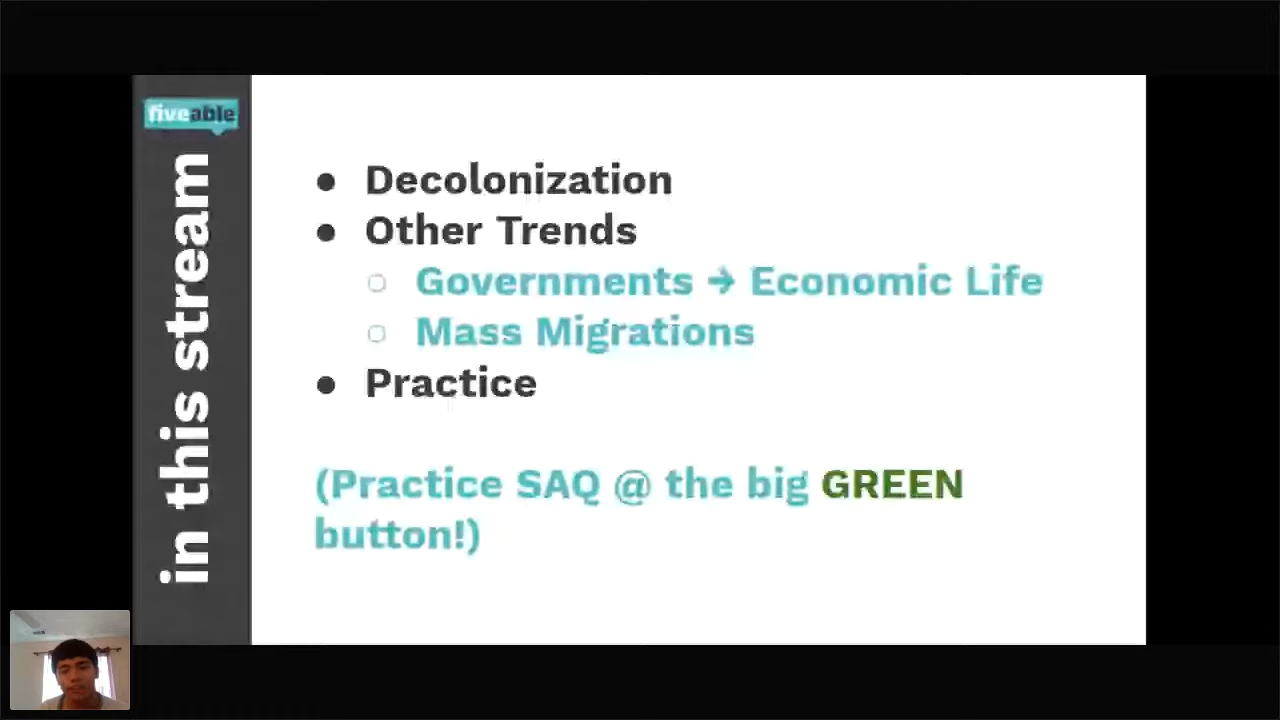 fiveable
in this stream
● Decolonization
● Other Trends
○ Governments → Economic Life
○ Mass Migrations
● Practice
(Practice SAQ @ the big GREEN
button!)